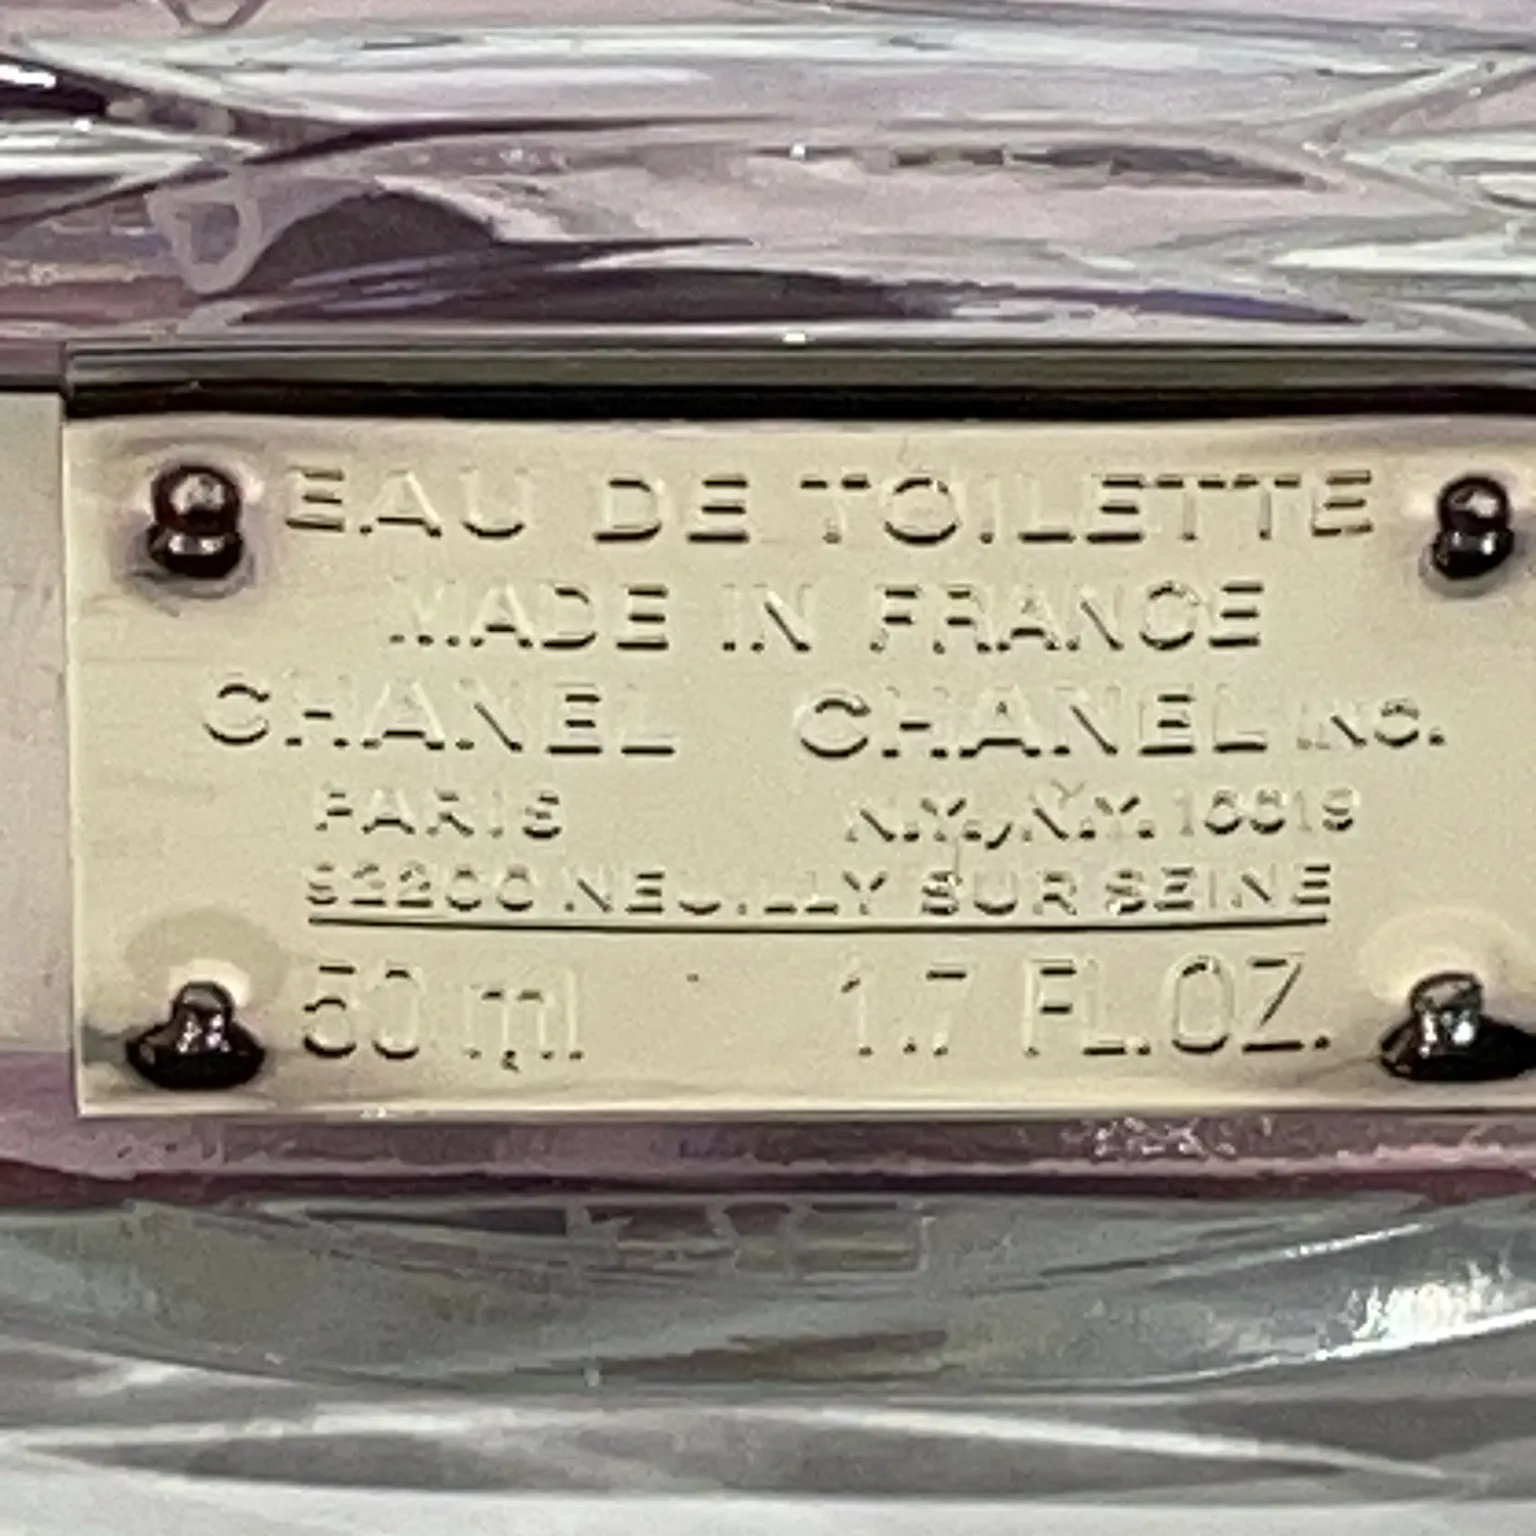 EAU DE TOILETTE
MADE IN FRANCE
CHANEL CHANEL INC.
PARIS N.Y., N.Y. 10019
92200 NEUILLY SUR SEINE
50 ml 1.7 FL.OZ.